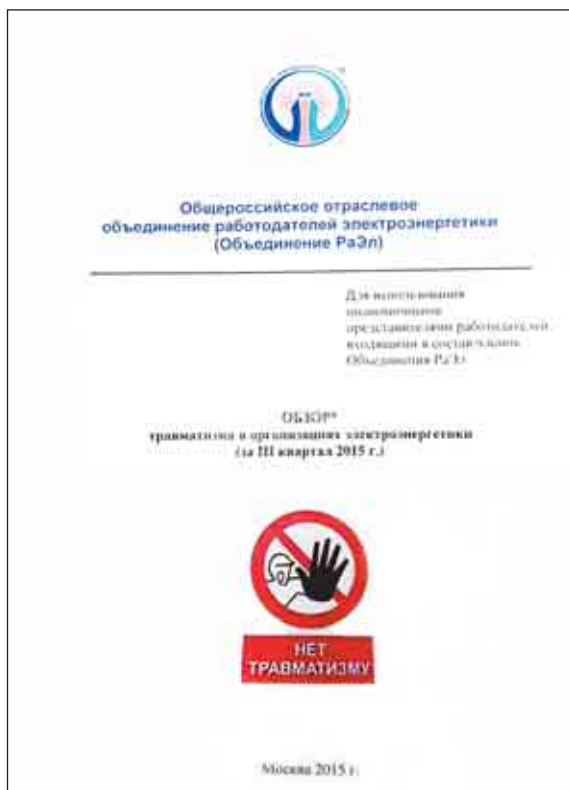 Общероссийское отраслевое
объединение работодателей электроэнергетики
(Объединение РаЭл)
Для использования
полномочными
представителями работодателей
входящими в состав членов
Объединения РаЭл
ОБЗОР*
травматизма в организациях электроэнергетики
(за III квартал 2015 г.)
НЕТ
ТРАВМАТИЗМУ
Москва 2015 г.